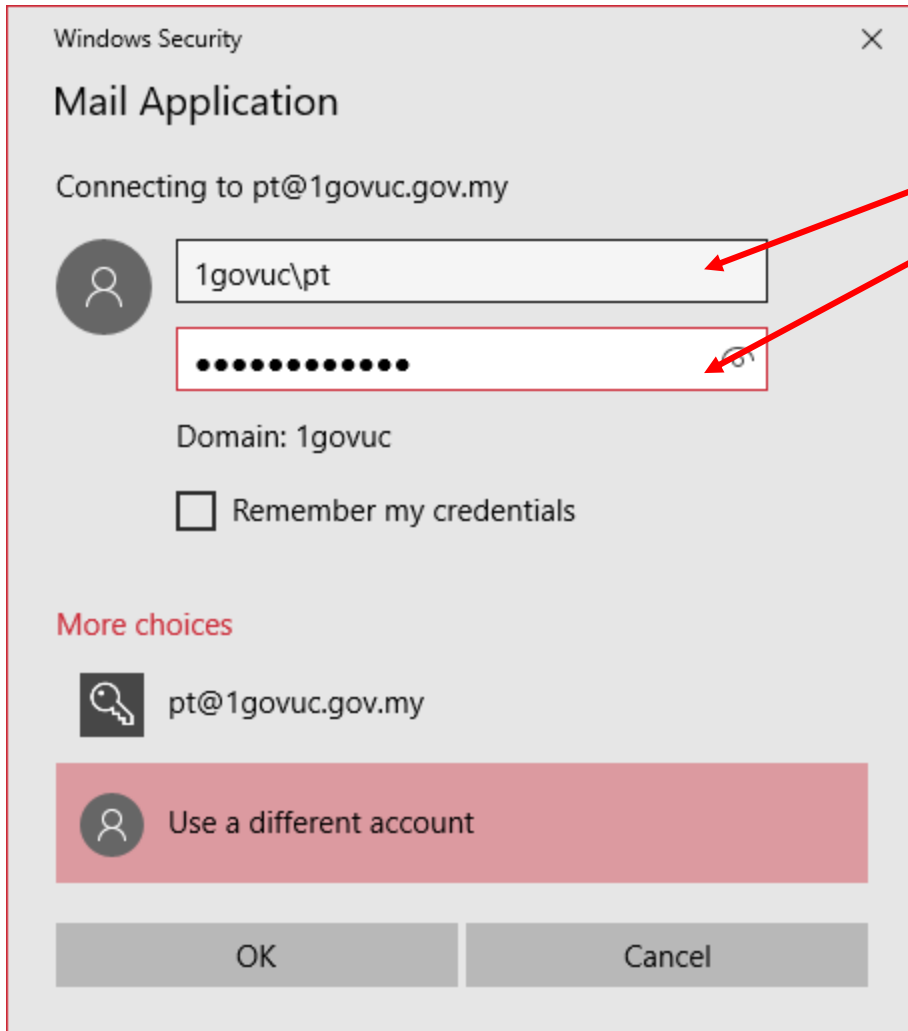 Windows Security
Mail Application
Connecting to pt@1govuc.gov.my
1govuc\pt
●●●●●●●●●●●●
Domain: 1govuc
Remember my credentials
More choices
pt@1govuc.gov.my
Use a different account
OK
Cancel